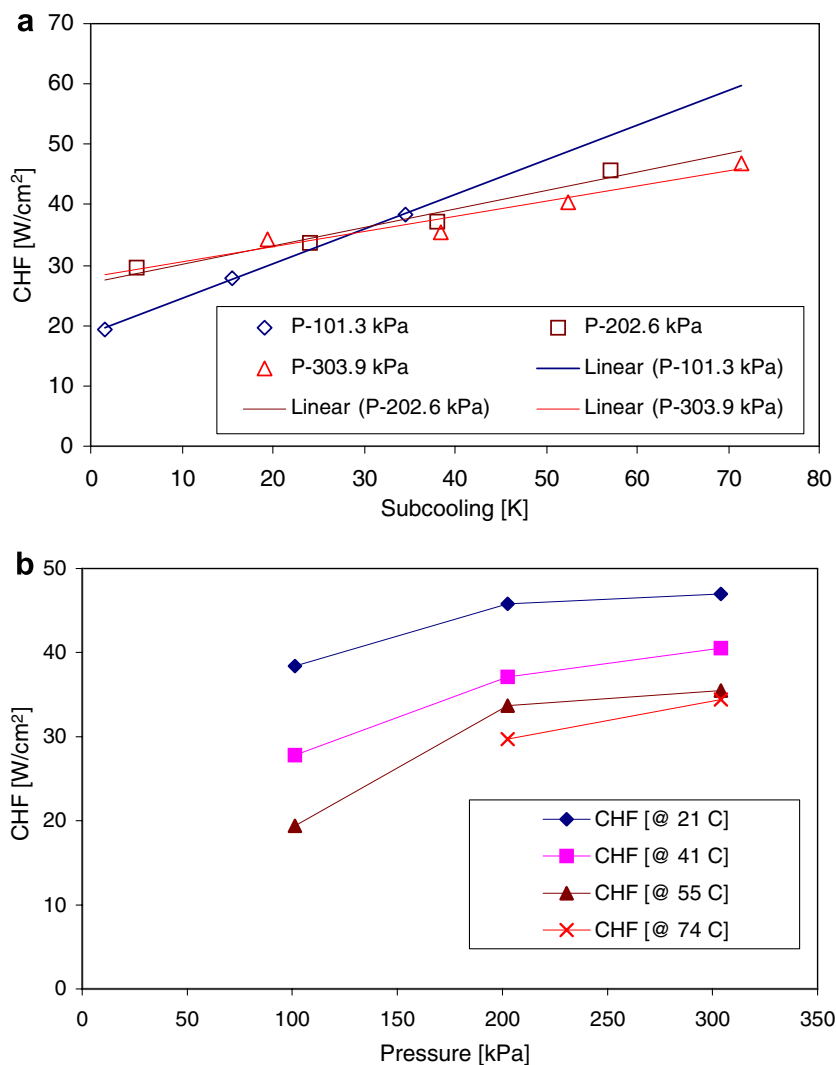 a
70
60
50
40
30
20
10
0
CHF [W/cm²]
P-101.3 kPa
P-202.6 kPa
P-303.9 kPa
Linear (P-101.3 kPa)
Linear (P-202.6 kPa)
Linear (P-303.9 kPa)
0 10 20 30 40 50 60 70 80
Subcooling [K]
b
50
40
30
20
10
0
CHF [W/cm²]
CHF [@ 21 C]
CHF [@ 41 C]
CHF [@ 55 C]
CHF [@ 74 C]
0 50 100 150 200 250 300 350
Pressure [kPa]